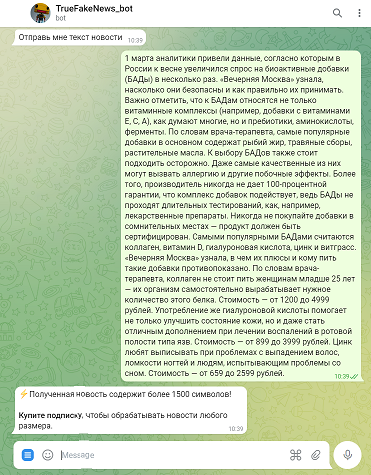 TrueFakeNews_bot
bot
Отправь мне текст новости 10:39
1 марта аналитики привели данные, согласно которым в
России к весне увеличился спрос на биоактивные добавки
(БАДы) в несколько раз. «Вечерняя Москва» узнала,
насколько они безопасны и как правильно их принимать.
Важно отметить, что к БАДам относятся не только
витаминные комплексы (например, добавки с витаминами
Е, С, А), как думают многие, но и пребиотики, аминокислоты,
ферменты. По словам врача-терапевта, самые популярные
добавки в основном содержат рыбий жир, травяные сборы,
растительные масла. К выбору БАДов также стоит
подходить осторожно. Даже самые качественные из них
могут вызвать аллергию и другие побочные эффекты. Более
того, производитель никогда не дает 100-процентной
гарантии, что комплекс добавок подействует, ведь БАДы не
проходят длительных тестирований, как, например,
лекарственные препараты. Никогда не покупайте добавки в
сомнительных местах — продукт должен быть
сертифицирован. Самыми популярными БАДами считаются
коллаген, витамин D, гиалуроновая кислота, цинк и витграсс.
«Вечерняя Москва» узнала, в чем их плюсы и кому пить
такие добавки противопоказано. По словам врача-
терапевта, коллаген не стоит пить женщинам младше 25 лет
— их организм самостоятельно вырабатывает нужное
количество этого белка. Стоимость — от 1200 до 4999
рублей. Употребление же гиалуроновой кислоты помогает
не только улучшить состояние кожи, но и даже стать
отличным дополнением при лечении воспалений в ротовой
полости типа язв. Стоимость — от 899 до 3999 рублей. Цинк
любят выписывать при проблемах с выпадением волос,
ломкости ногтей и людям, испытывающим проблемы со
сном. Стоимость — от 659 до 2599 рублей.
10:39
⚡Полученная новость содержит более 1500 символов!
Купите подписку, чтобы обрабатывать новости любого
размера. 10:39
Message